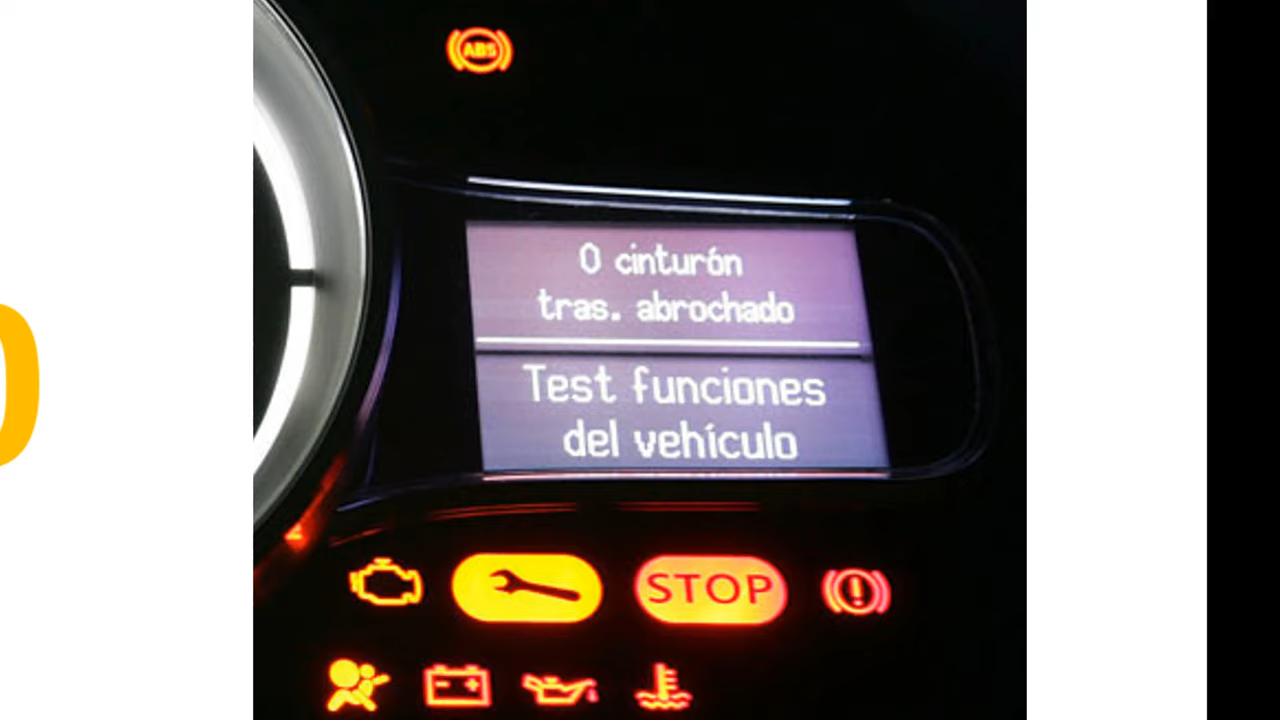 ABS
0 cinturón
tras. abrochado
Test funciones
del vehículo
STOP